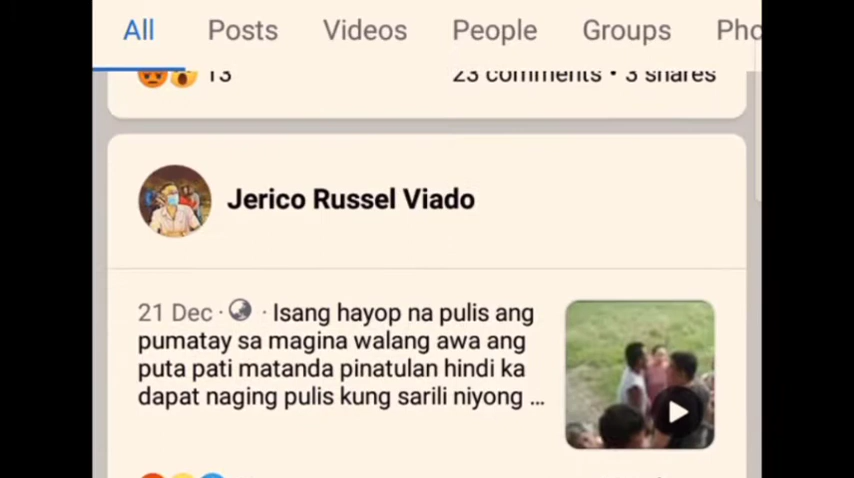 All Posts Videos People Groups Pho
13 23 comments • 3 shares
Jerico Russel Viado
21 Dec · · Isang hayop na pulis ang
pumatay sa magina walang awa ang
puta pati matanda pinatulan hindi ka
dapat naging pulis kung sarili niyong ...